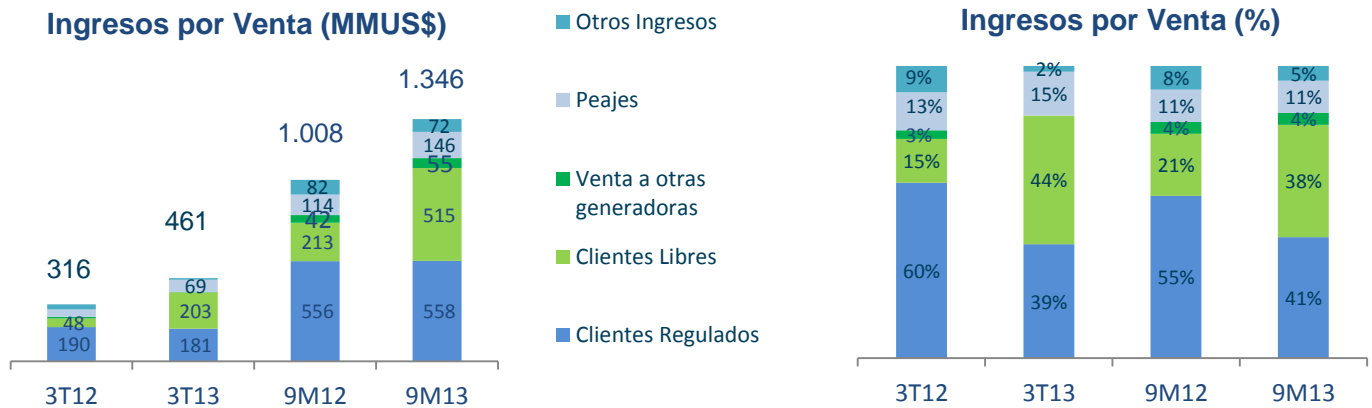 Ingresos por Venta (MMUS$)
1.346
1.008
461
316
72
146
55
515
558
82
114
42
213
556
69
203
181
48
190
3T12
3T13
9M12
9M13
Otros Ingresos
Peajes
Venta a otras
generadoras
Clientes Libres
Clientes Regulados
Ingresos por Venta (%)
9%
2%
8%
5%
13%
15%
11%
11%
3%
4%
4%
15%
44%
21%
38%
60%
39%
55%
41%
3T12
3T13
9M12
9M13